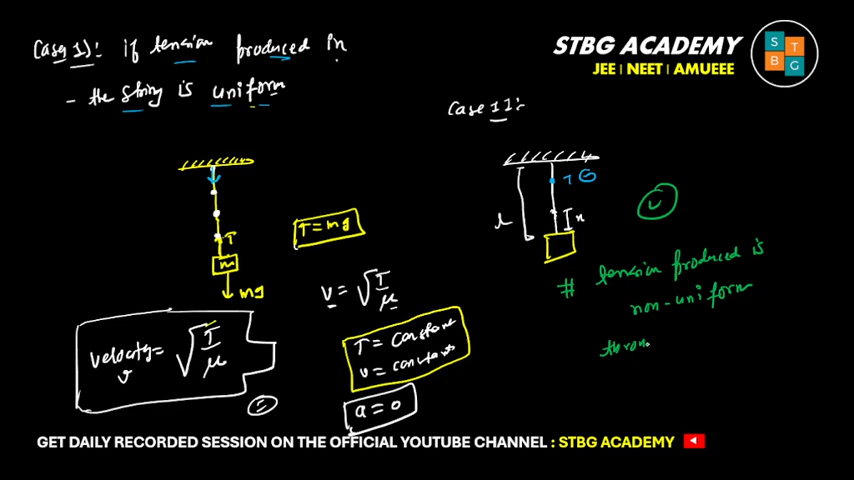 Case 1): if tension produced in
- the string is uniform
STBG ACADEMY
JEE | NEET | AMUEEE
S T
B G
Case 11:
T
m
mg
T = mg
v = √T/μ
velocity = √T/μ
v
T = constant
v = constant
a = 0
T
l
x
# tension produced is
non-uniform
throu
GET DAILY RECORDED SESSION ON THE OFFICIAL YOUTUBE CHANNEL : STBG ACADEMY